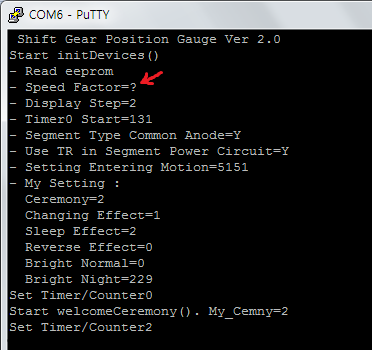 COM6 - PuTTY
Shift Gear Position Gauge Ver 2.0
Start initDevices()
- Read eeprom
- Speed Factor=?
- Display Step=2
- Timer0 Start=131
- Segment Type Common Anode=Y
- Use TR in Segment Power Circuit=Y
- Setting Entering Motion=5151
- My Setting :
Ceremony=2
Changing Effect=1
Sleep Effect=2
Reverse Effect=0
Bright Normal=0
Bright Night=229
Set Timer/Counter0
Start welcomeCeremony(). My_Cemny=2
Set Timer/Counter2